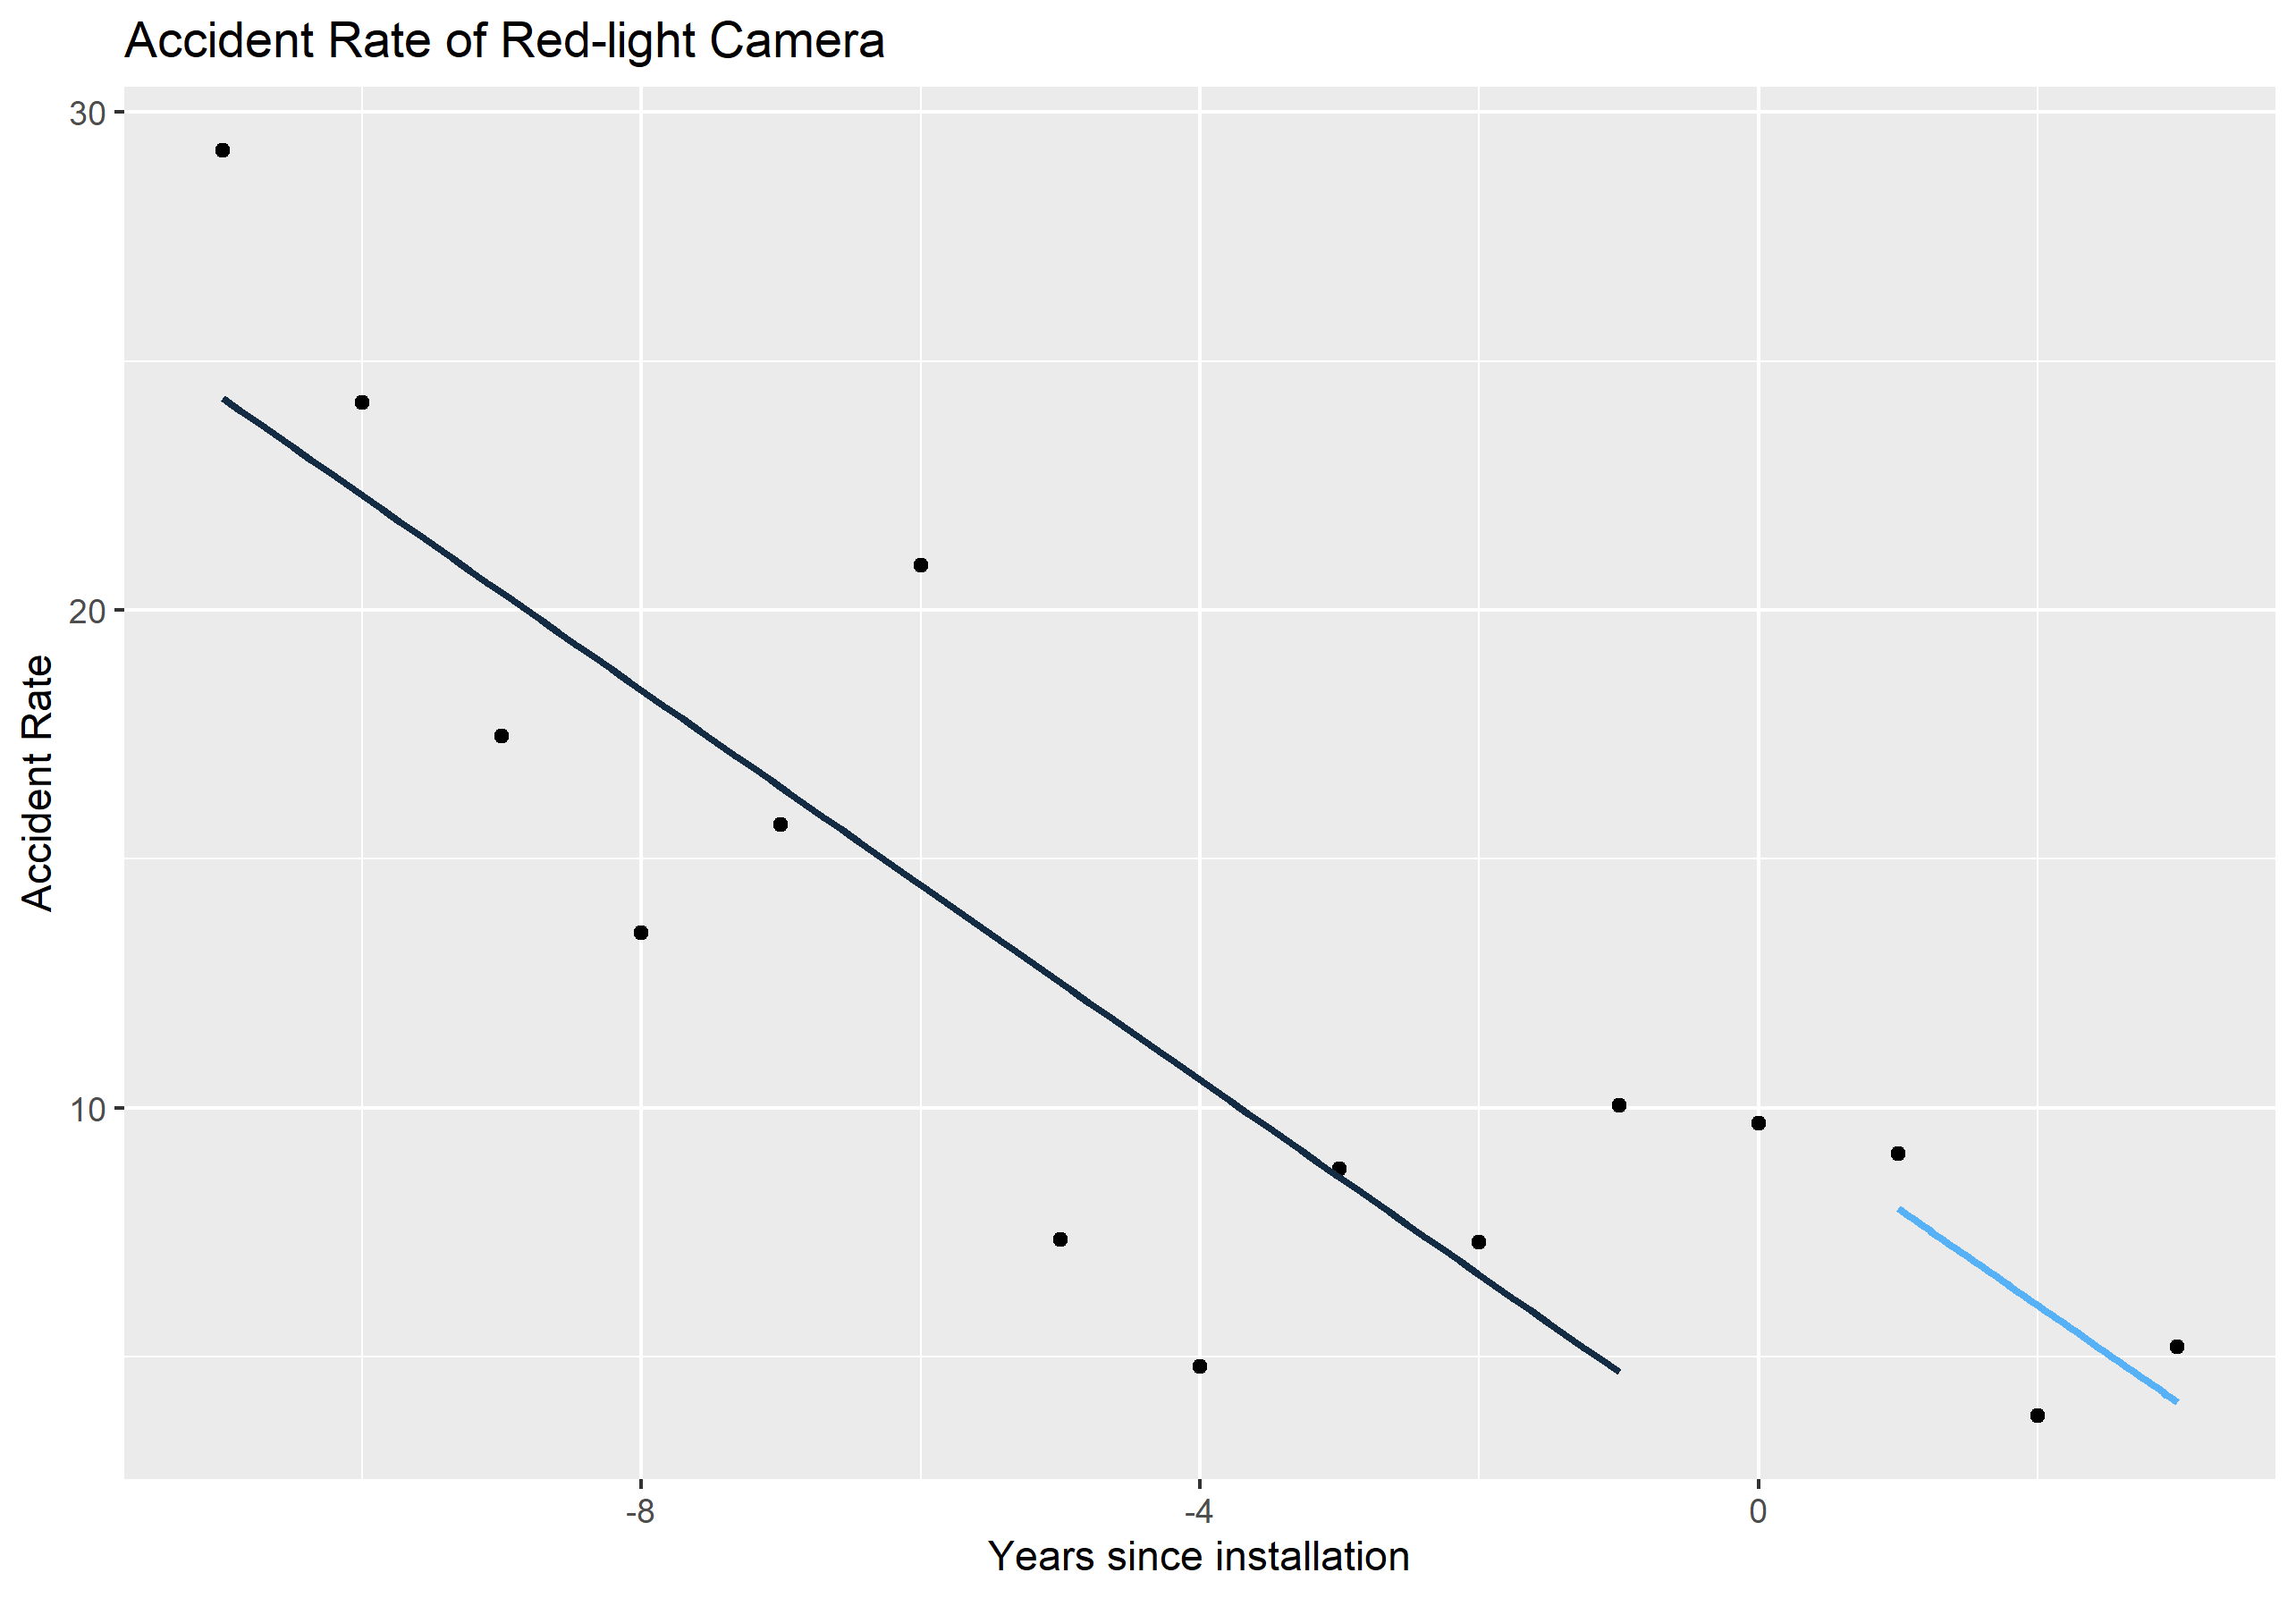 Accident Rate of Red-light Camera
30
20
10
Accident Rate
-8
-4
0
Years since installation